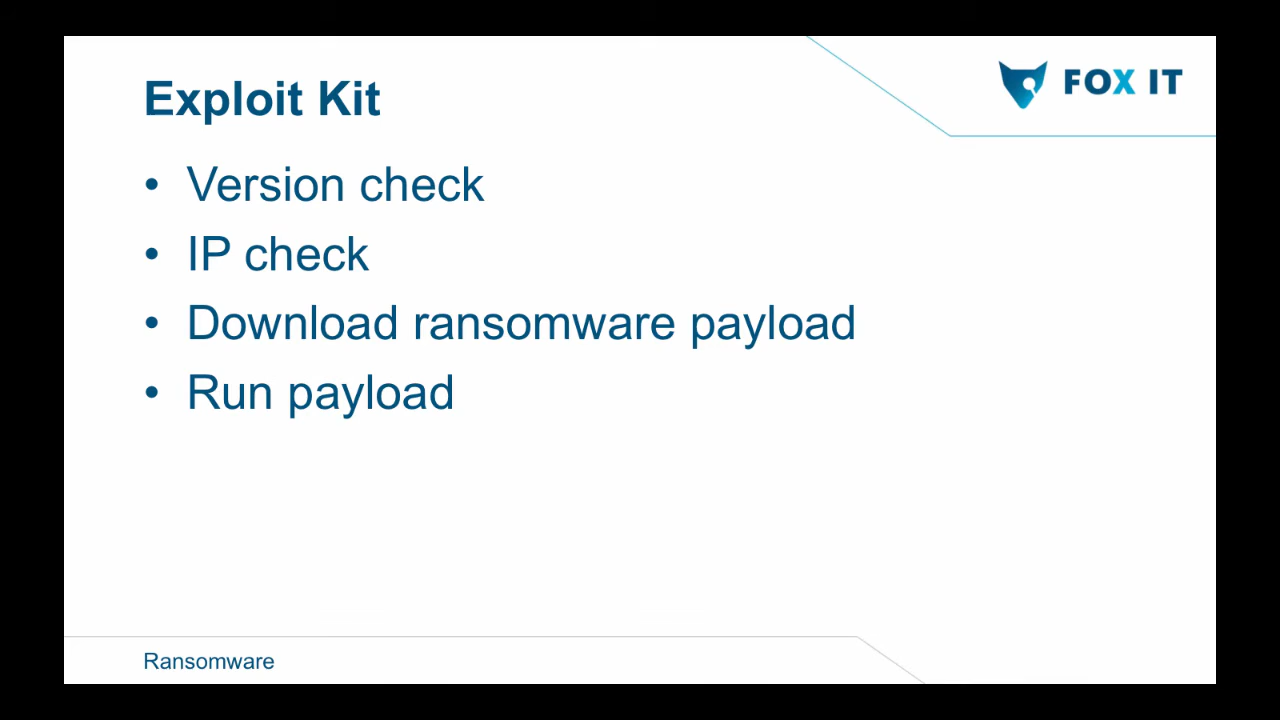 Exploit Kit
FOX IT
• Version check
• IP check
• Download ransomware payload
• Run payload
Ransomware